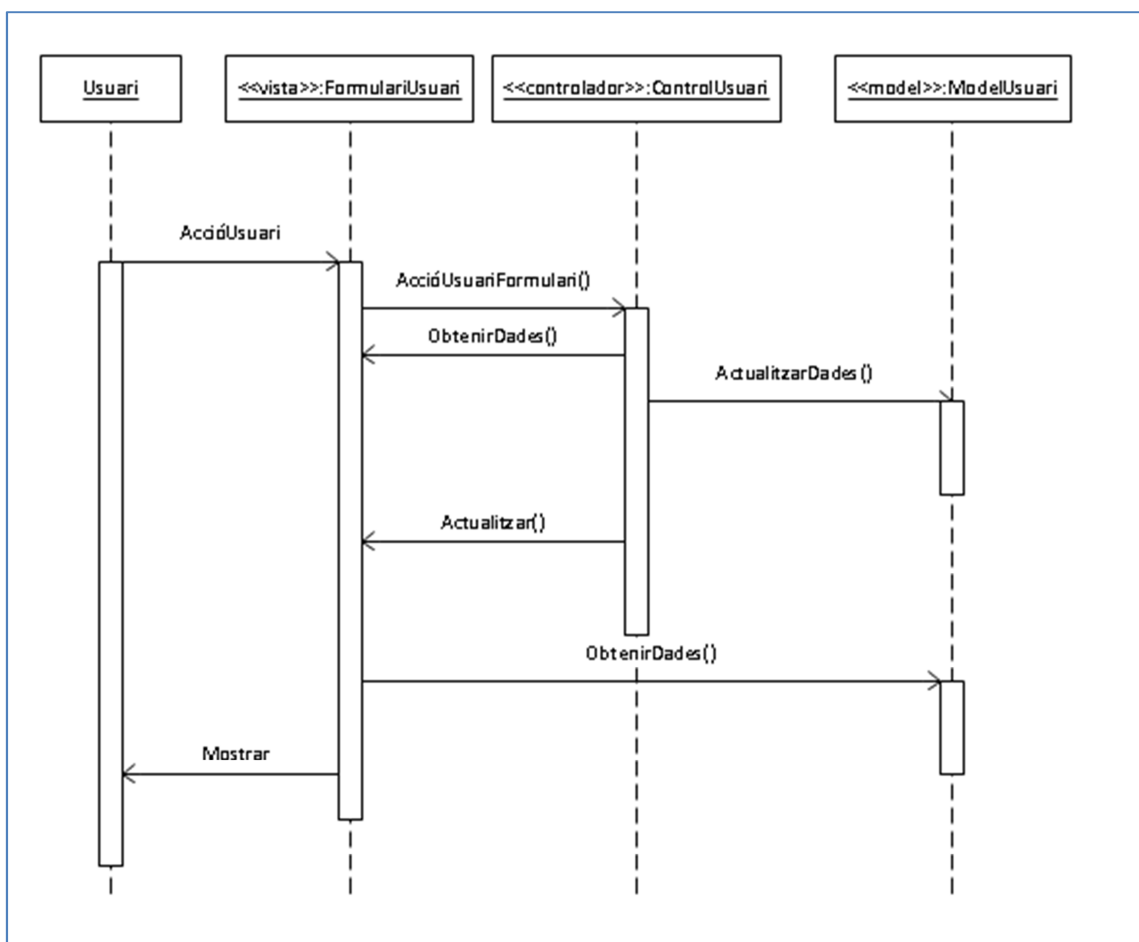 Usuari
<<vista>>:FormulariUsuari
<<controlador>>:ControlUsuari
<<model>>:ModelUsuari
AccióUsuari
AccióUsuariFormulari()
ObtenirDades()
ActualitzarDades()
Actualitzar()
ObtenirDades()
Mostrar